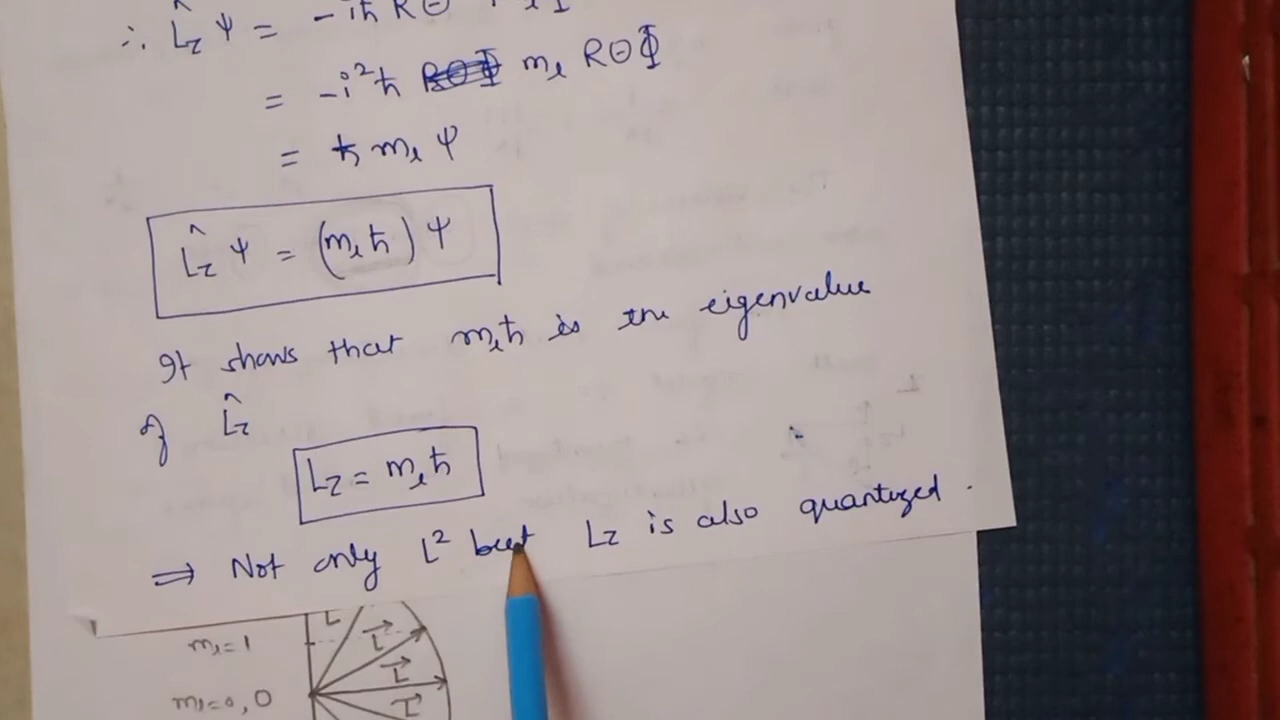 ∴ L̂z Ψ = -iħ RΘ
= -i²ħ mₗ RΘΦ
= ħ mₗ Ψ
L̂z Ψ = (mₗħ) Ψ
It shows that mₗħ is the eigenvalue
of L̂z
Lz = mₗħ
⇒ Not only L² but Lz is also quantized.
L
mₗ=1 L⃗
L⃗
mₗ=0, 0 L⃗